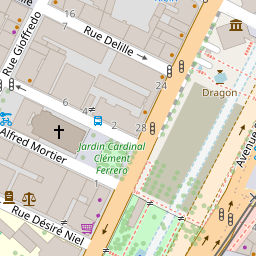 Rue Delille
Rue Gioffredo
24
Dragon
6
4
2
28
Jardin Cardinal
Clément
Ferrero
Alfred Mortier
Avenue
Rue Désiré Niel